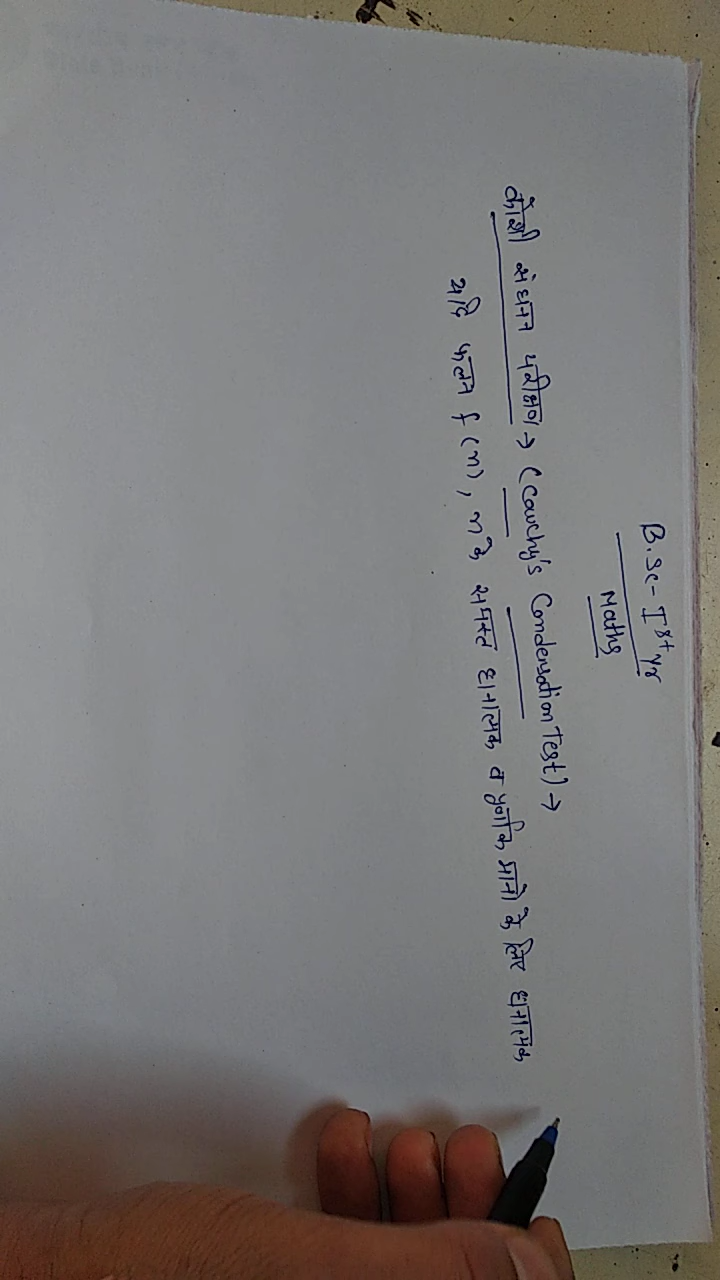 B.Sc- Ist yr
Maths
कोशी संघनन परीक्षण → (Cauchy's Condensation Test) →
यदि फलन f (n), n के समस्त धनात्मक व पूर्णांक मानों के लिए धनात्मक